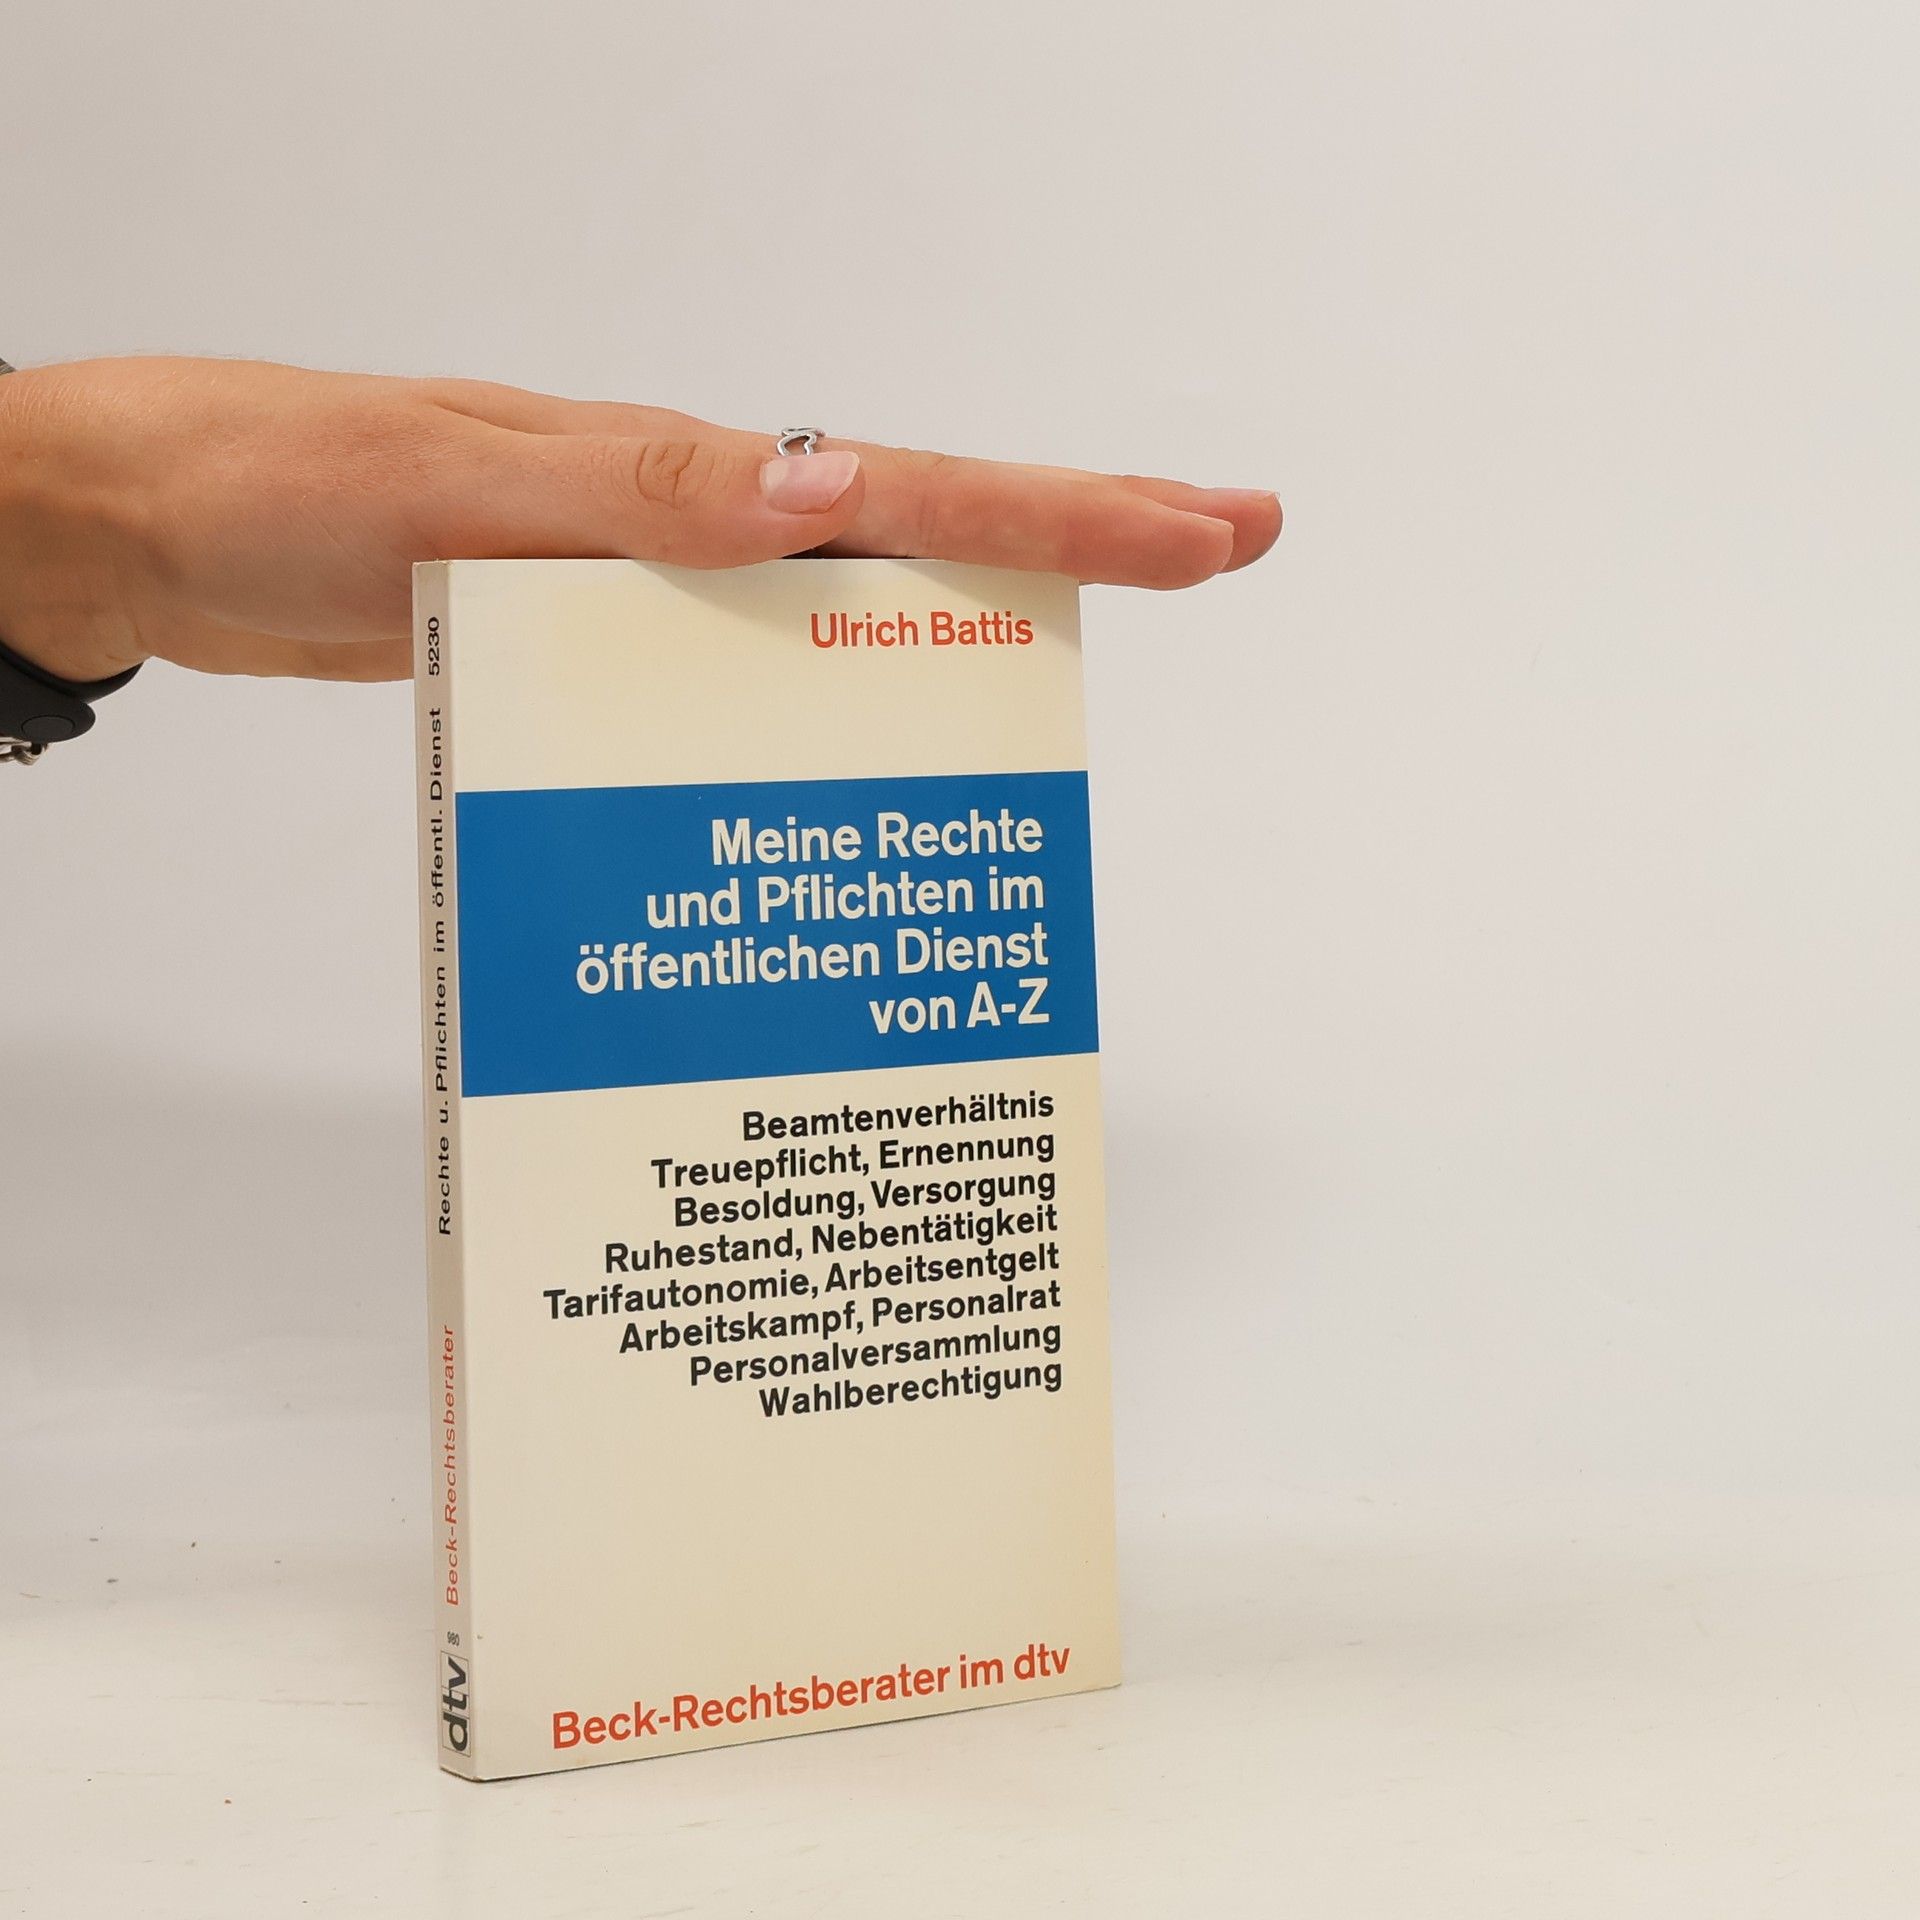 Ulrich Battis
Meine Rechte
und Pflichten im
öffentlichen Dienst
von A-Z
Beamtenverhältnis
Treuepflicht, Ernennung
Besoldung, Versorgung
Ruhestand, Nebentätigkeit
Tarifautonomie, Arbeitsentgelt
Arbeitskampf, Personalrat
Personalversammlung
Wahlberechtigung
Beck-Rechtsberater im dtv
dtv 980 Beck-Rechtsberater Rechte u. Pflichten im öffentl. Dienst 5230